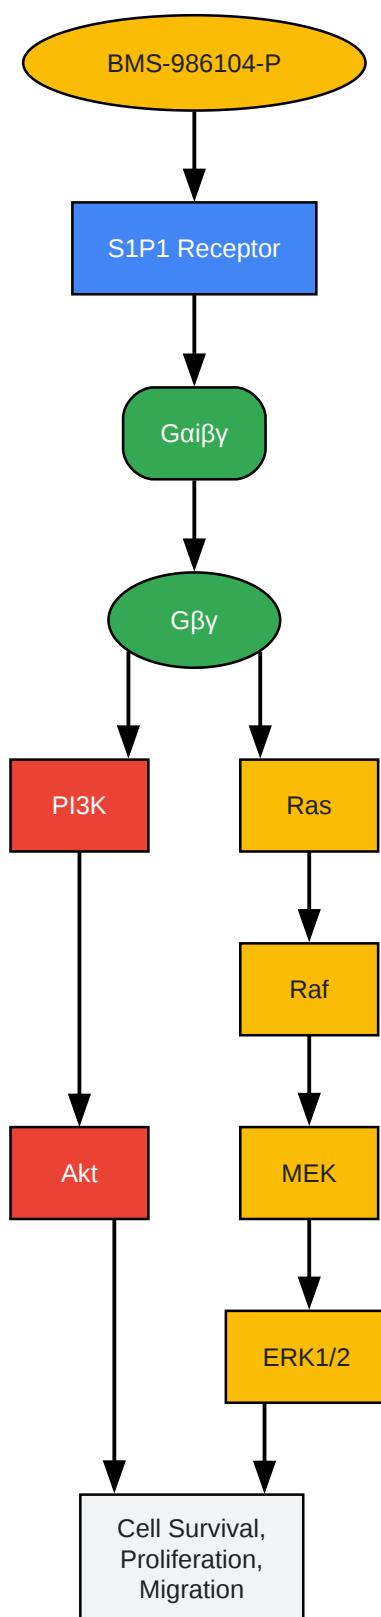 BMS-986104-P
S1P1 Receptor
Gαiβγ
Gβγ
PI3K
Ras
Raf
Akt
MEK
ERK1/2
Cell Survival,
Proliferation,
Migration